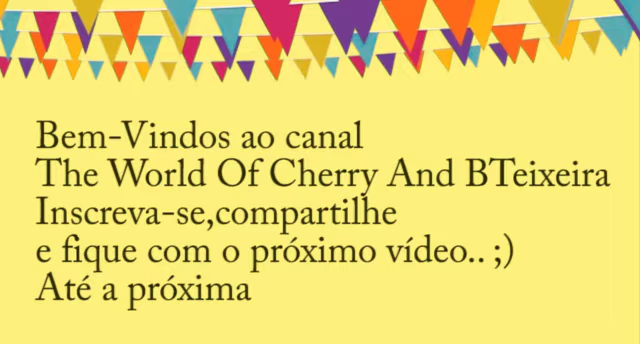 Bem-Vindos ao canal
The World Of Cherry And BTeixeira
Inscreva-se,compartilhe
e fique com o próximo vídeo.. ;)
Até a próxima